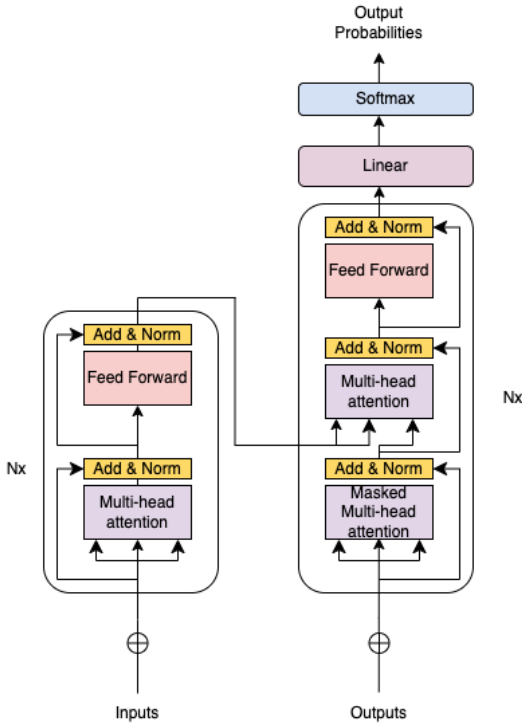 Output
Probabilities
Softmax
Linear
Add & Norm
Feed Forward
Add & Norm
Multi-head
attention
Nx
Add & Norm
Masked
Multi-head
attention
Add & Norm
Feed Forward
Nx
Add & Norm
Multi-head
attention
Inputs
Outputs